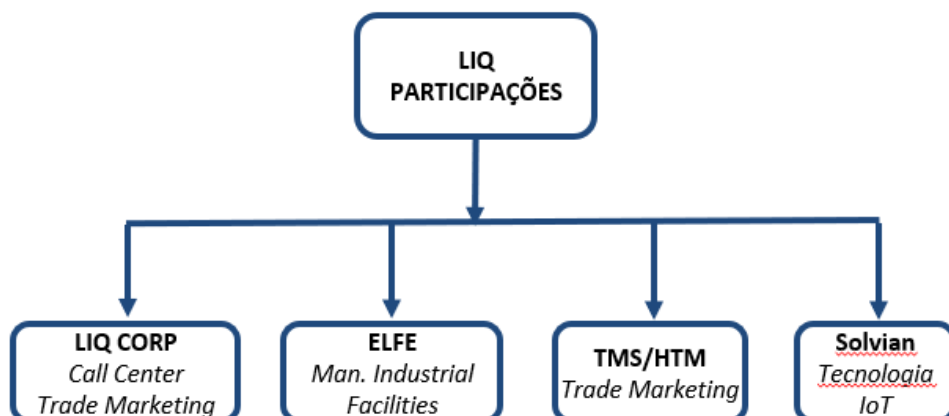 LIQ
PARTICIPAÇÕES
LIQ CORP
Call Center
Trade Marketing
ELFE
Man. Industrial
Facilities
TMS/HTM
Trade Marketing
Solvian
Tecnologia
IoT